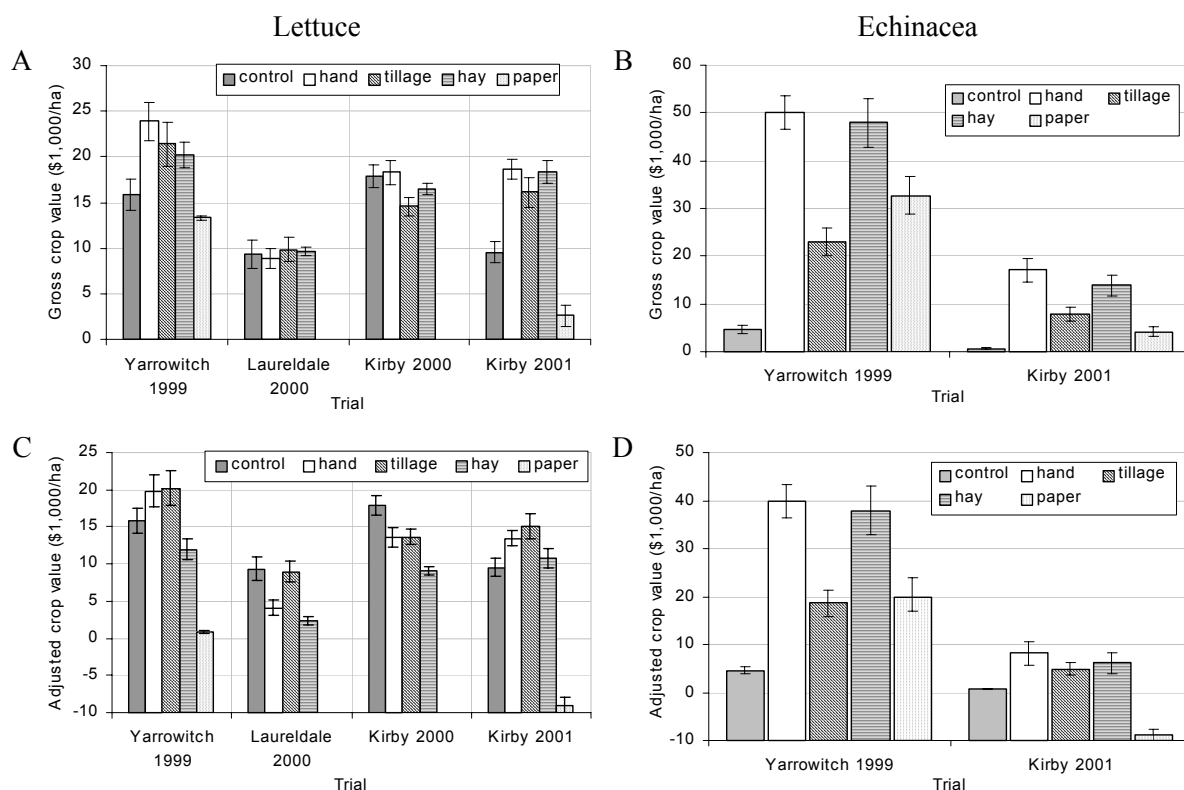 Lettuce
Echinacea
A
Gross crop value ($1,000/ha)
30
25
20
15
10
5
0
control hand tillage hay paper
Yarrowitch 1999
Laureldale 2000
Kirby 2000
Kirby 2001
Trial
B
Gross crop value ($1,000/ha)
60
50
40
30
20
10
0
control hand tillage
hay paper
Yarrowitch 1999
Kirby 2001
Trial
C
Adjusted crop value ($1,000/ha)
25
20
15
10
5
0
-5
-10
control hand tillage hay paper
Yarrowitch 1999
Laureldale 2000
Kirby 2000
Kirby 2001
Trial
D
Adjusted crop value ($1,000/ha)
50
40
30
20
10
0
-10
control hand tillage
hay paper
Yarrowitch 1999
Kirby 2001
Trial